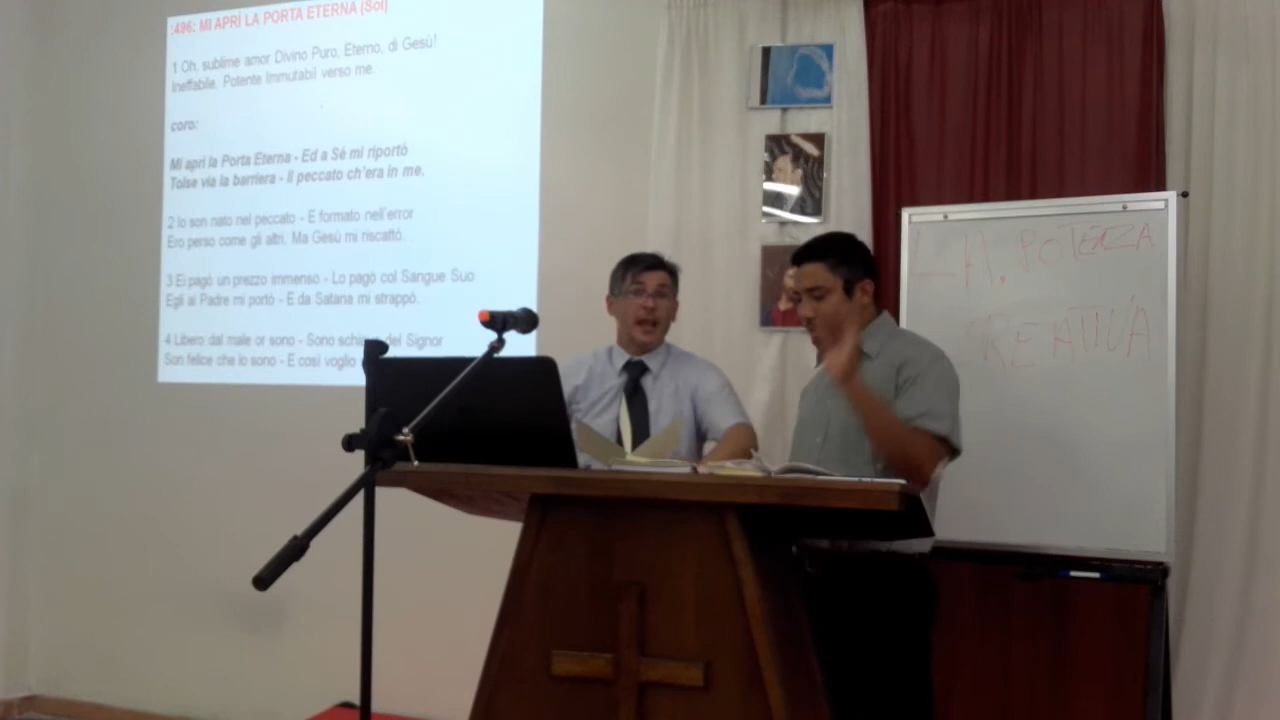 :496: MI APRÌ LA PORTA ETERNA (Sol)
1 Oh, sublime amor Divino Puro, Eterno, di Gesù!
Ineffabile, Potente Immutabil verso me.
coro:
Mi aprì la Porta Eterna - Ed a Sé mi riportò
Tolse via la barriera - Il peccato ch'era in me.
2 Io son nato nel peccato - E formato nell'error
Ero perso come gli altri, Ma Gesù mi riscattò.
3 Ei pagò un prezzo immenso - Lo pagò col Sangue Suo
Egli al Padre mi portò - E da Satana mi strappò.
4 Libero dal male or sono - Sono schia del Signor
Son felice che lo sono - E così voglio
LA POTENZA
CREATIVA